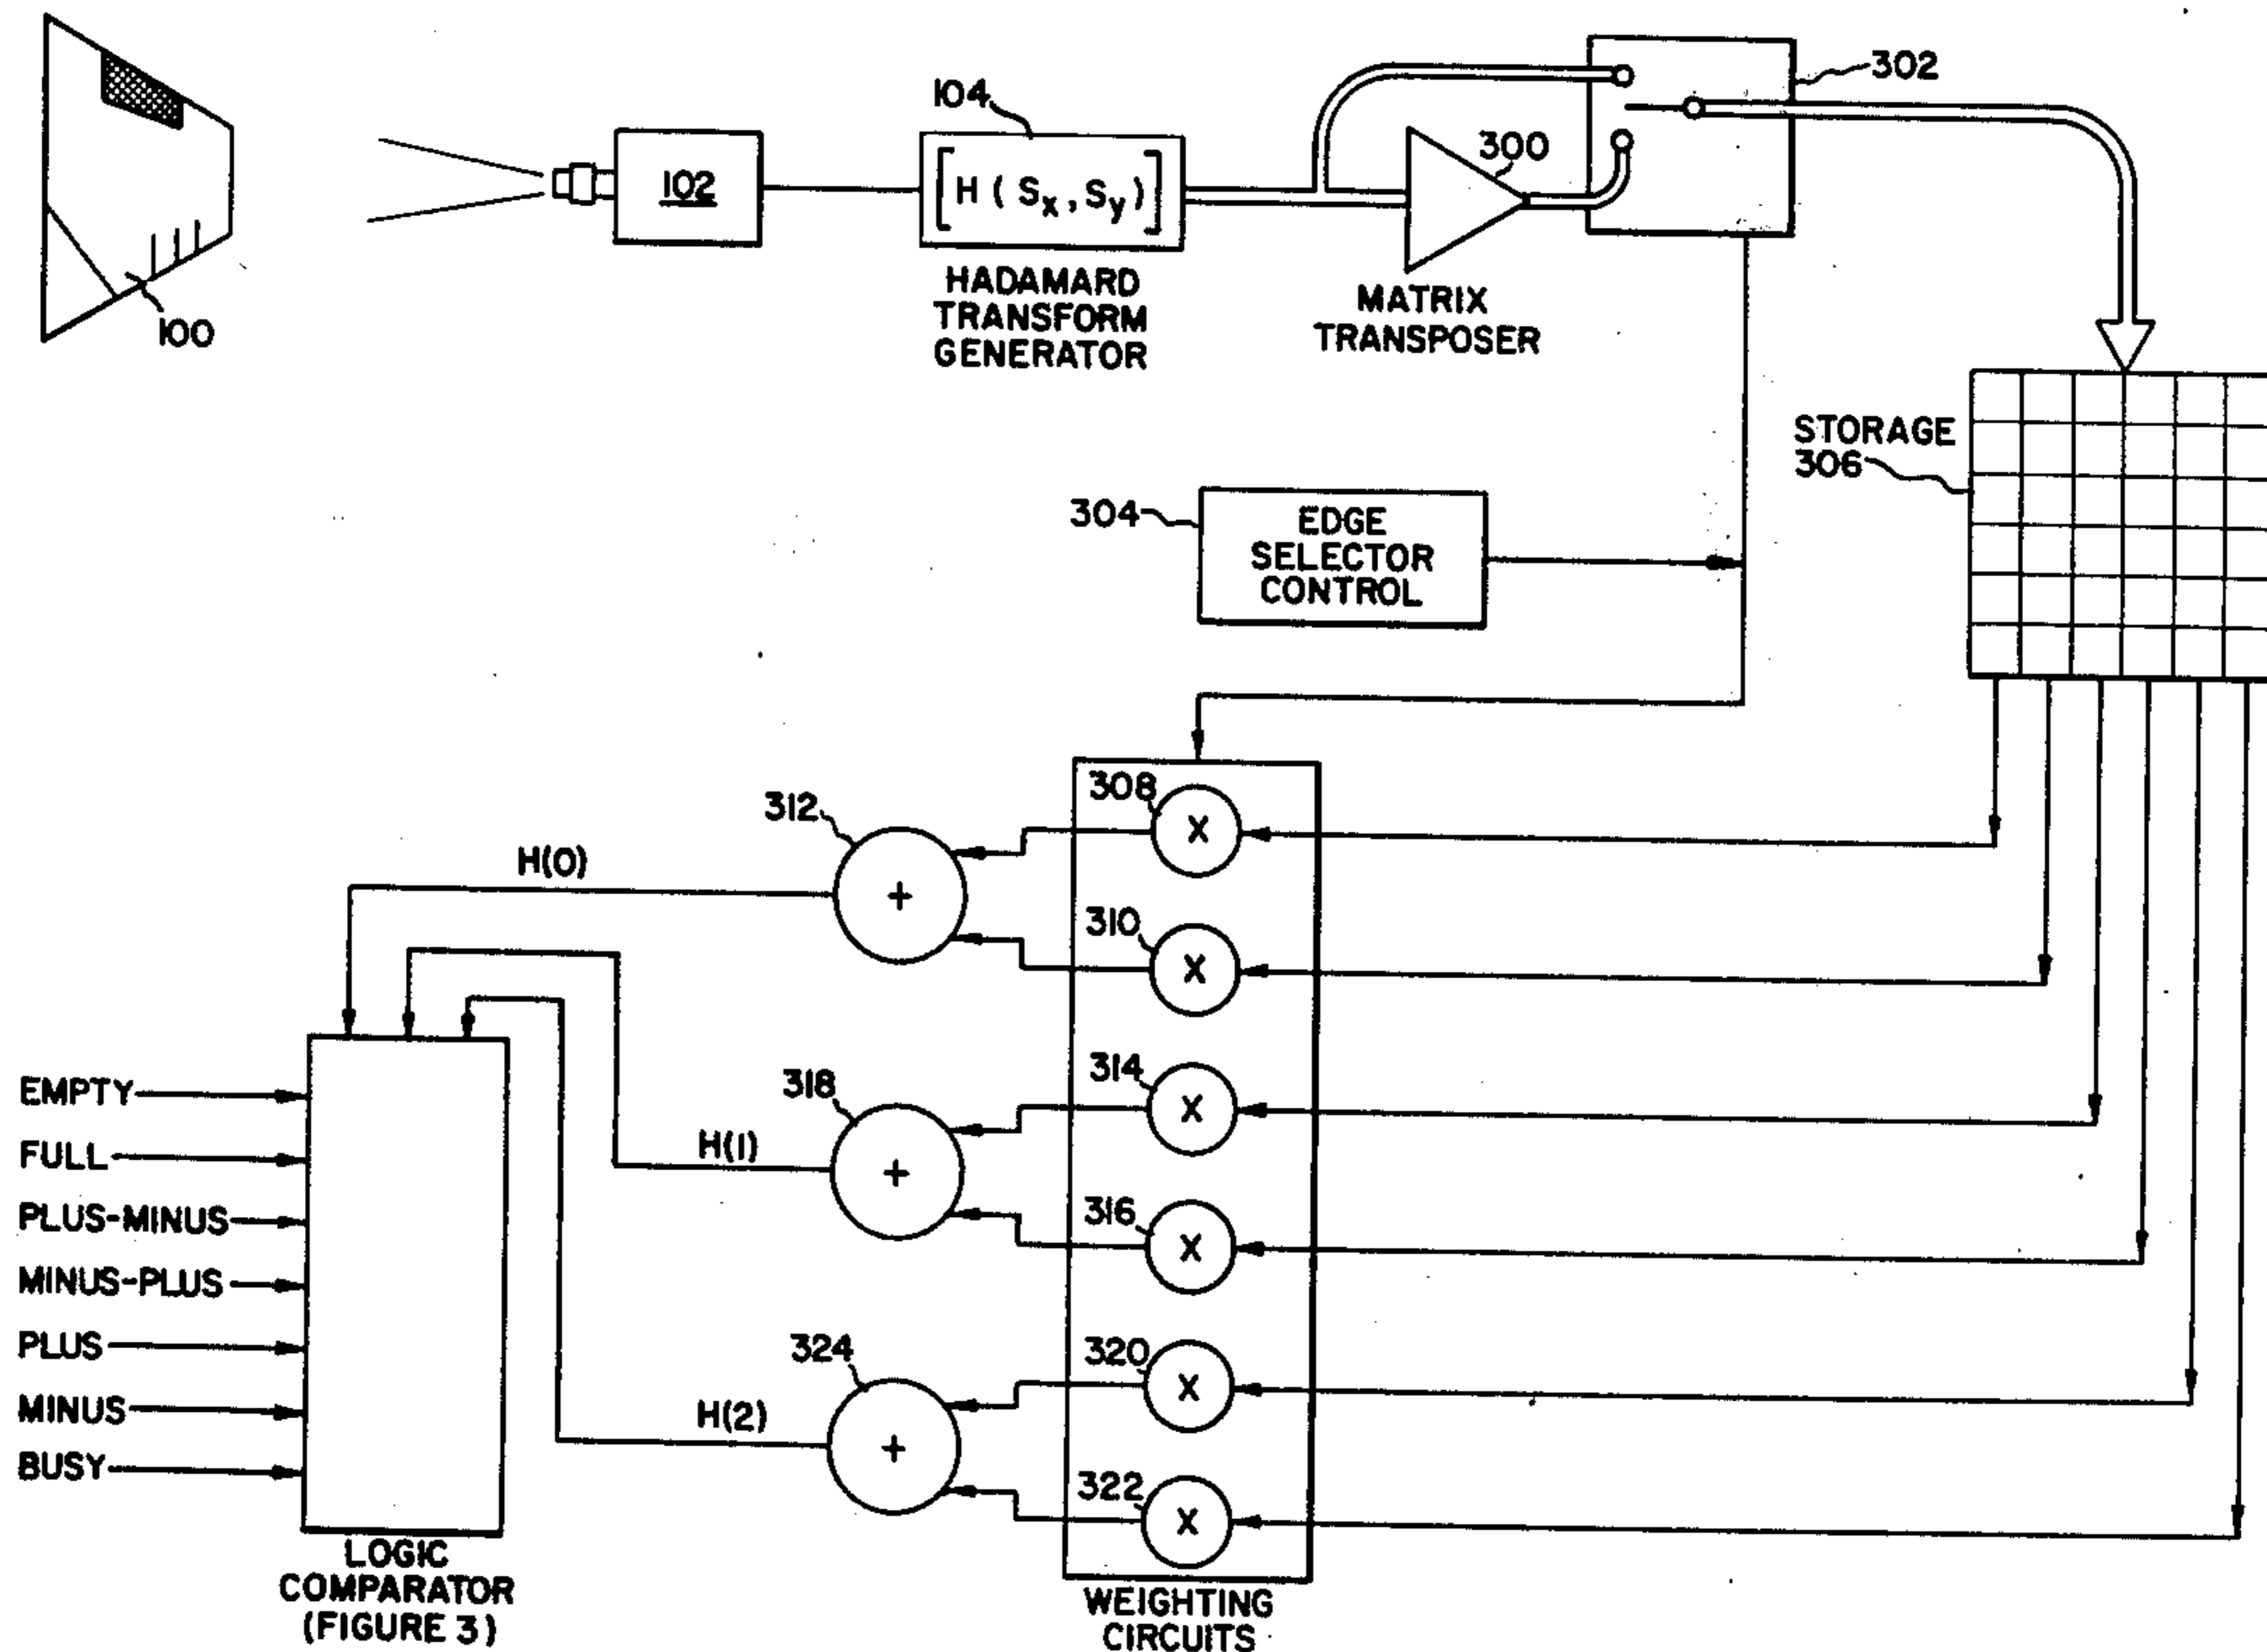 302
104
300
102
[H ( Sx , Sy )]
HADAMARD
TRANSFORM
GENERATOR
MATRIX
TRANSPOSER
100
STORAGE
306
304
EDGE
SELECTOR
CONTROL
308
X
312
H(0)
+
310
X
314
X
318
H(1)
+
316
X
320
X
324
H(2)
+
322
X
EMPTY
FULL
PLUS-MINUS
MINUS-PLUS
PLUS
MINUS
BUSY
LOGIC
COMPARATOR
(FIGURE 3)
WEIGHTING
CIRCUITS